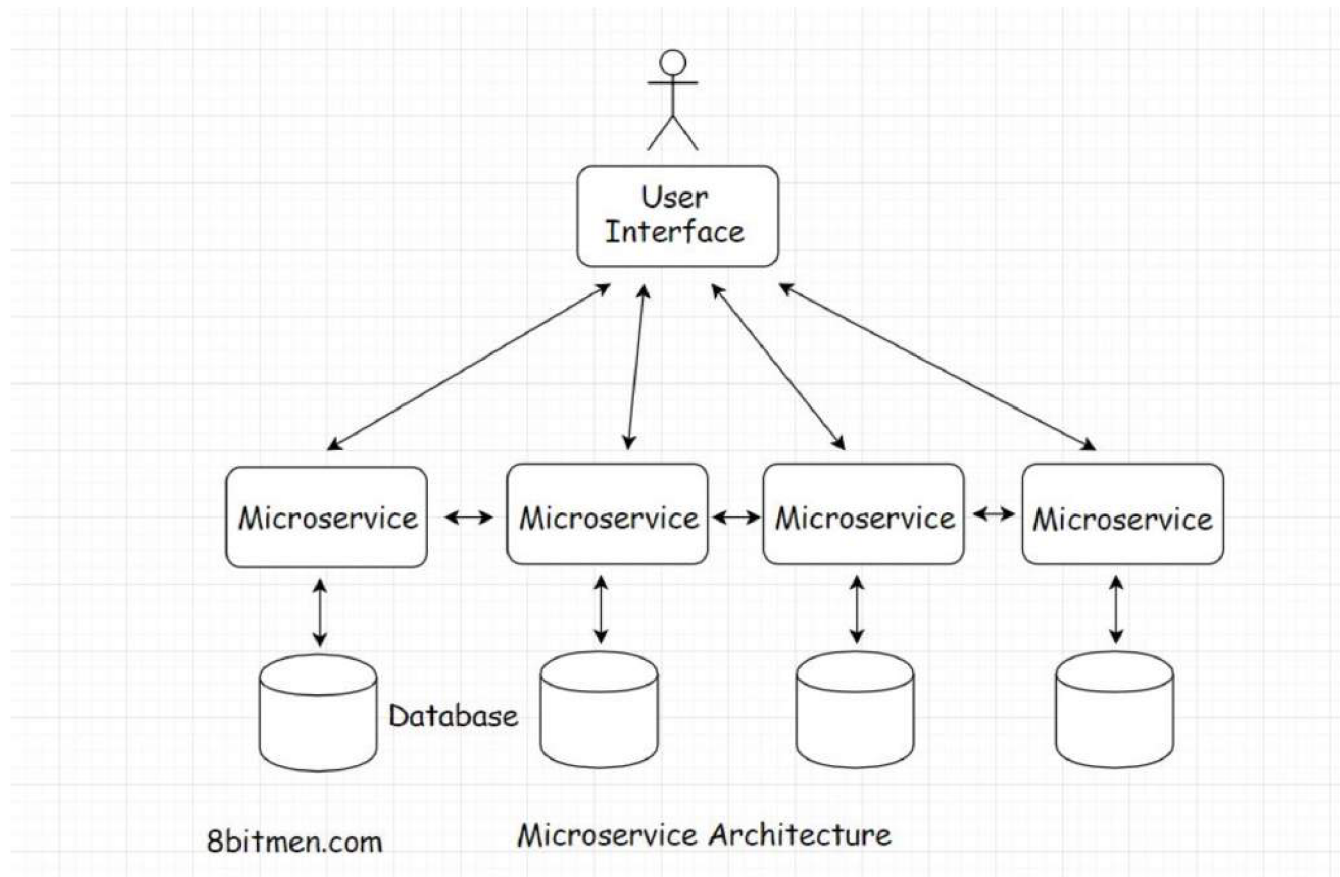 User
Interface
Microservice
Microservice
Microservice
Microservice
Database
8bitmen.com
Microservice Architecture